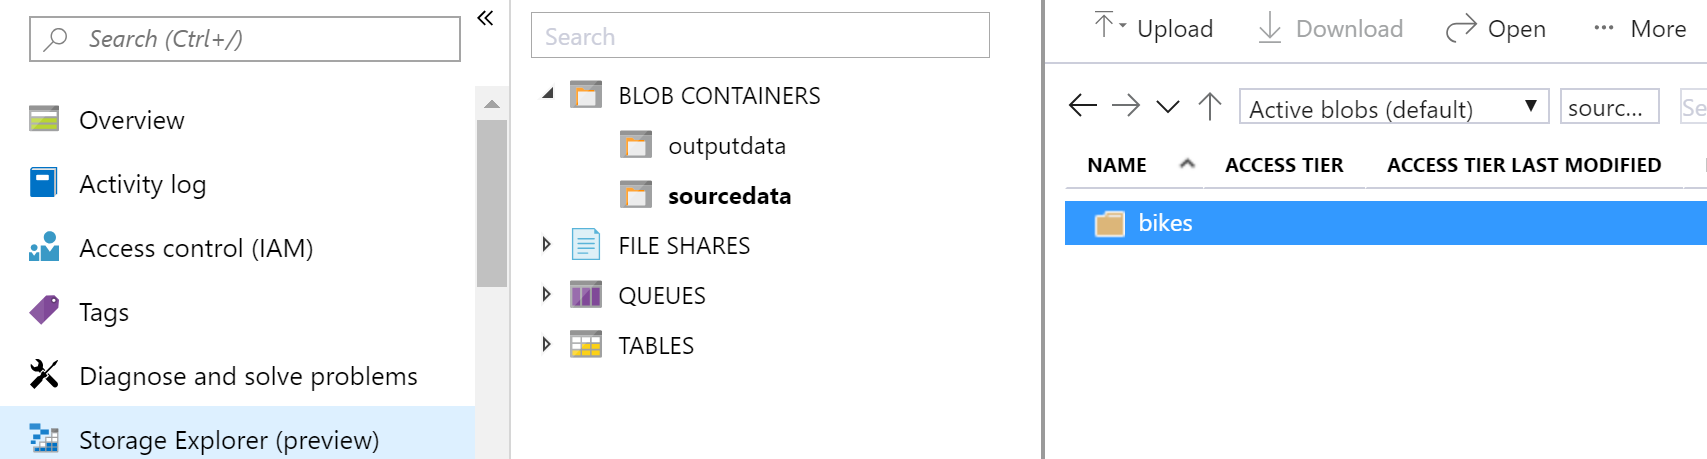 Search (Ctrl+/)
«
Overview
Activity log
Access control (IAM)
Tags
Diagnose and solve problems
Storage Explorer (preview)
Search
BLOB CONTAINERS
outputdata
sourcedata
FILE SHARES
QUEUES
TABLES
Upload Download Open ··· More
Active blobs (default) sourc... Se
NAME ACCESS TIER ACCESS TIER LAST MODIFIED
bikes